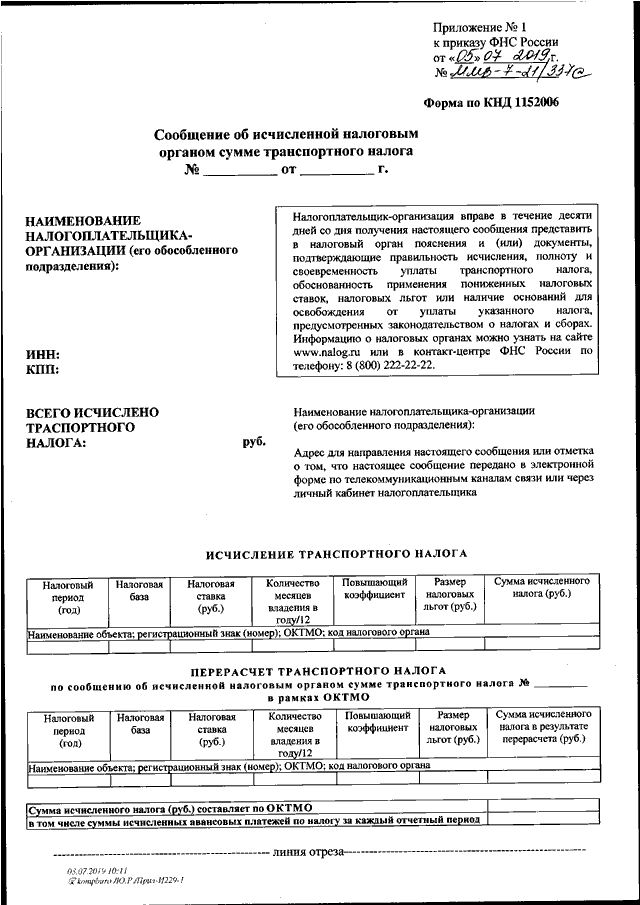 Приложение № 1
к приказу ФНС России
от «05» 07 2019 г.
№ ММВ-7-21/337@
Форма по КНД 1152006
Сообщение об исчисленной налоговым
органом сумме транспортного налога
№ __________ от __________ г.
НАИМЕНОВАНИЕ
НАЛОГОПЛАТЕЛЬЩИКА-
ОРГАНИЗАЦИИ (его обособленного
подразделения):
ИНН:
КПП:
Налогоплательщик-организация вправе в течение десяти
дней со дня получения настоящего сообщения представить
в налоговый орган пояснения и (или) документы,
подтверждающие правильность исчисления, полноту и
своевременность уплаты транспортного налога,
обоснованность применения пониженных налоговых
ставок, налоговых льгот или наличие оснований для
освобождения от уплаты указанного налога,
предусмотренных законодательством о налогах и сборах.
Информацию о налоговых органах можно узнать на сайте
www.nalog.ru или в контакт-центре ФНС России по
телефону: 8 (800) 222-22-22.
ВСЕГО ИСЧИСЛЕНО
ТРАСПОРТНОГО
НАЛОГА: руб.
Наименование налогоплательщика-организации
(его обособленного подразделения):
Адрес для направления настоящего сообщения или отметка
о том, что настоящее сообщение передано в электронной
форме по телекоммуникационным каналам связи или через
личный кабинет налогоплательщика
ИСЧИСЛЕНИЕ ТРАНСПОРТНОГО НАЛОГА
Налоговый период (год) Налоговая база Налоговая ставка (руб.) Количество месяцев владения в году/12 Повышающий коэффициент Размер налоговых льгот (руб.) Сумма исчисленного налога (руб.)
Наименование объекта; регистрационный знак (номер); ОКТМО; код налогового органа
ПЕРЕРАСЧЕТ ТРАНСПОРТНОГО НАЛОГА
по сообщению об исчисленной налоговым органом сумме транспортного налога № ________
в рамках ОКТМО
Налоговый период (год) Налоговая база Налоговая ставка (руб.) Количество месяцев владения в году/12 Повышающий коэффициент Размер налоговых льгот (руб.) Сумма исчисленного налога в результате перерасчета (руб.)
Наименование объекта; регистрационный знак (номер); ОКТМО; код налогового органа
Сумма исчисленного налога (руб.) составляет по ОКТМО
в том числе суммы исчисленных авансовых платежей по налогу за каждый отчетный период
линия отреза
03.07.2019 10:11
kompburo /Ю.Р./Приз-И229-1